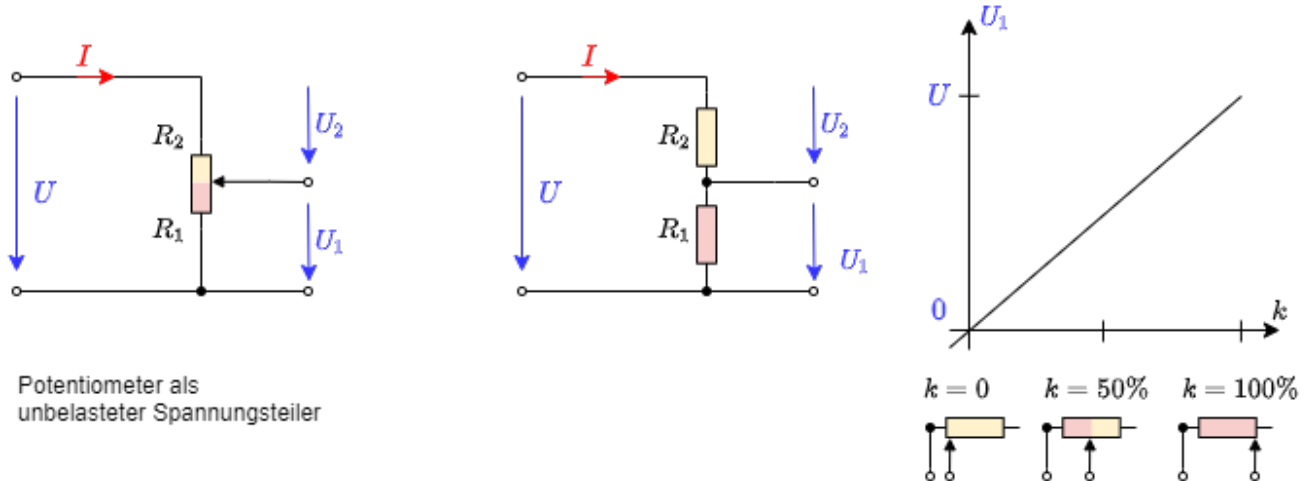 I
R₂
U₂
U
R₁
U₁
Potentiometer als
unbelasteter Spannungsteiler
I
R₂
U₂
U
R₁
U₁
U₁
U
0
k
k = 0
k = 50%
k = 100%